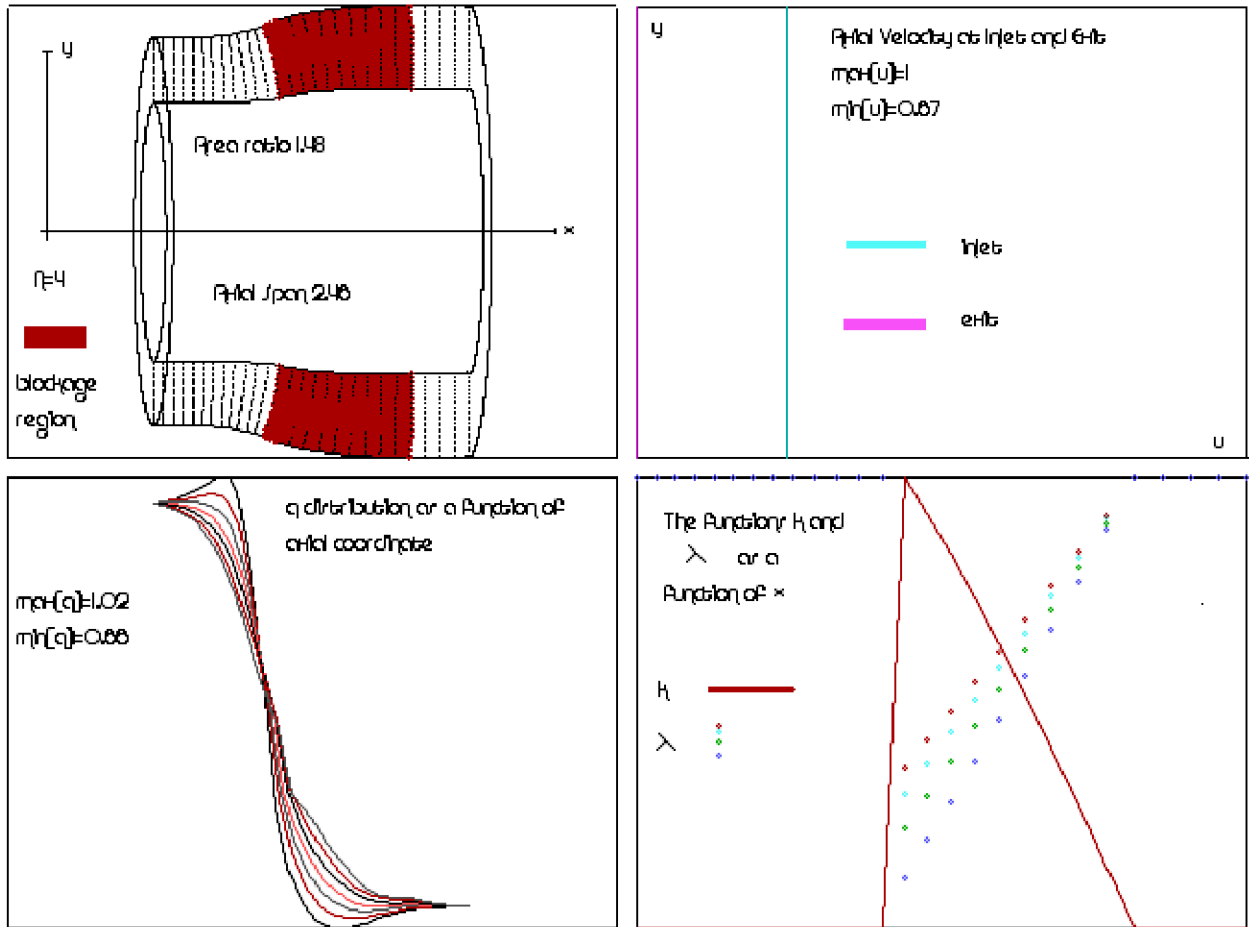 y
Area ratio 1.48
x
n=4
Axial span 2.48
blockage
region
y
Axial Velocity at Inlet and Exit
max(u)=1
min(u)=0.67
inlet
exit
u
q distribution as a function of
axial coordinate
max(q)=1.02
min(q)=0.66
The functions k and
λ as a
function of x
k
λ